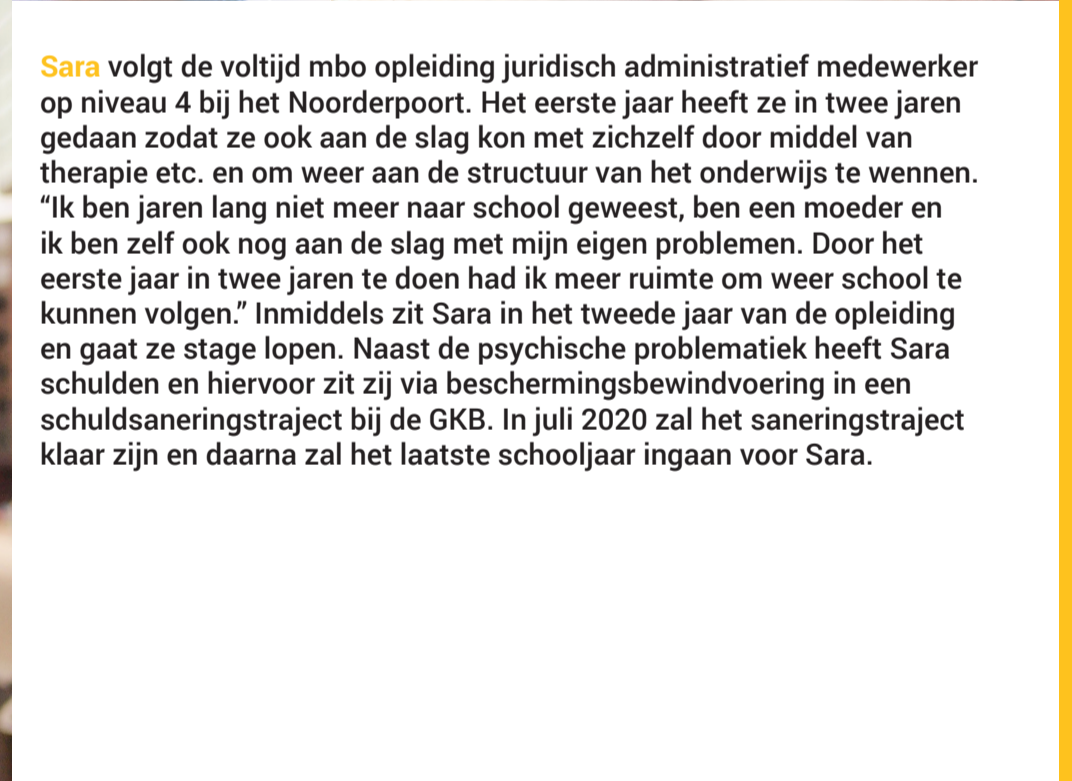 Sara volgt de voltijd mbo opleiding juridisch administratief medewerker
op niveau 4 bij het Noorderpoort. Het eerste jaar heeft ze in twee jaren
gedaan zodat ze ook aan de slag kon met zichzelf door middel van
therapie etc. en om weer aan de structuur van het onderwijs te wennen.
“Ik ben jaren lang niet meer naar school geweest, ben een moeder en
ik ben zelf ook nog aan de slag met mijn eigen problemen. Door het
eerste jaar in twee jaren te doen had ik meer ruimte om weer school te
kunnen volgen.” Inmiddels zit Sara in het tweede jaar van de opleiding
en gaat ze stage lopen. Naast de psychische problematiek heeft Sara
schulden en hiervoor zit zij via beschermingsbewindvoering in een
schuldsaneringstraject bij de GKB. In juli 2020 zal het saneringstraject
klaar zijn en daarna zal het laatste schooljaar ingaan voor Sara.